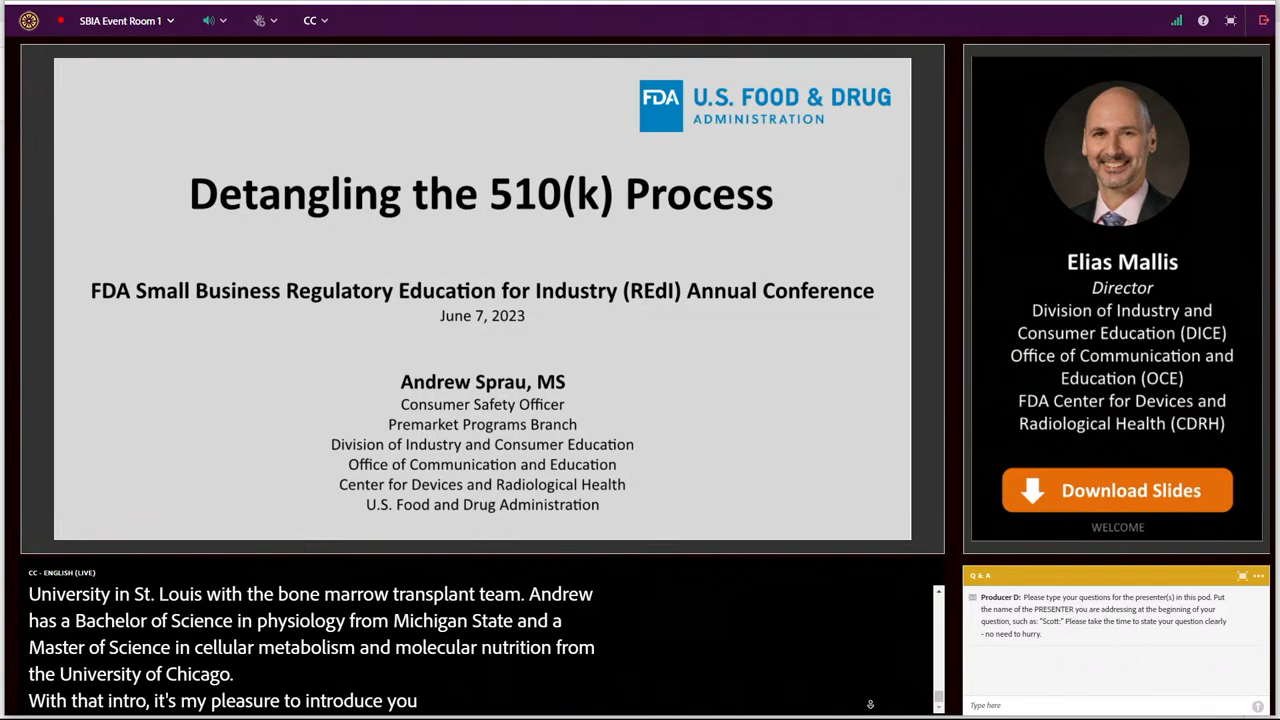 SBIA Event Room 1
CC
FDA U.S. FOOD & DRUG
ADMINISTRATION
Detangling the 510(k) Process
FDA Small Business Regulatory Education for Industry (REdI) Annual Conference
June 7, 2023
Andrew Sprau, MS
Consumer Safety Officer
Premarket Programs Branch
Division of Industry and Consumer Education
Office of Communication and Education
Center for Devices and Radiological Health
U.S. Food and Drug Administration
Elias Mallis
Director
Division of Industry and
Consumer Education (DICE)
Office of Communication and
Education (OCE)
FDA Center for Devices and
Radiological Health (CDRH)
Download Slides
WELCOME
CC - ENGLISH (LIVE)
University in St. Louis with the bone marrow transplant team. Andrew
has a Bachelor of Science in physiology from Michigan State and a
Master of Science in cellular metabolism and molecular nutrition from
the University of Chicago.
With that intro, it's my pleasure to introduce you
Q & A
Producer D: Please type your questions for the presenter(s) in this pod. Put
the name of the PRESENTER you are addressing at the beginning of your
question, such as: "Scott:" Please take the time to state your question clearly
- no need to hurry.
Type here